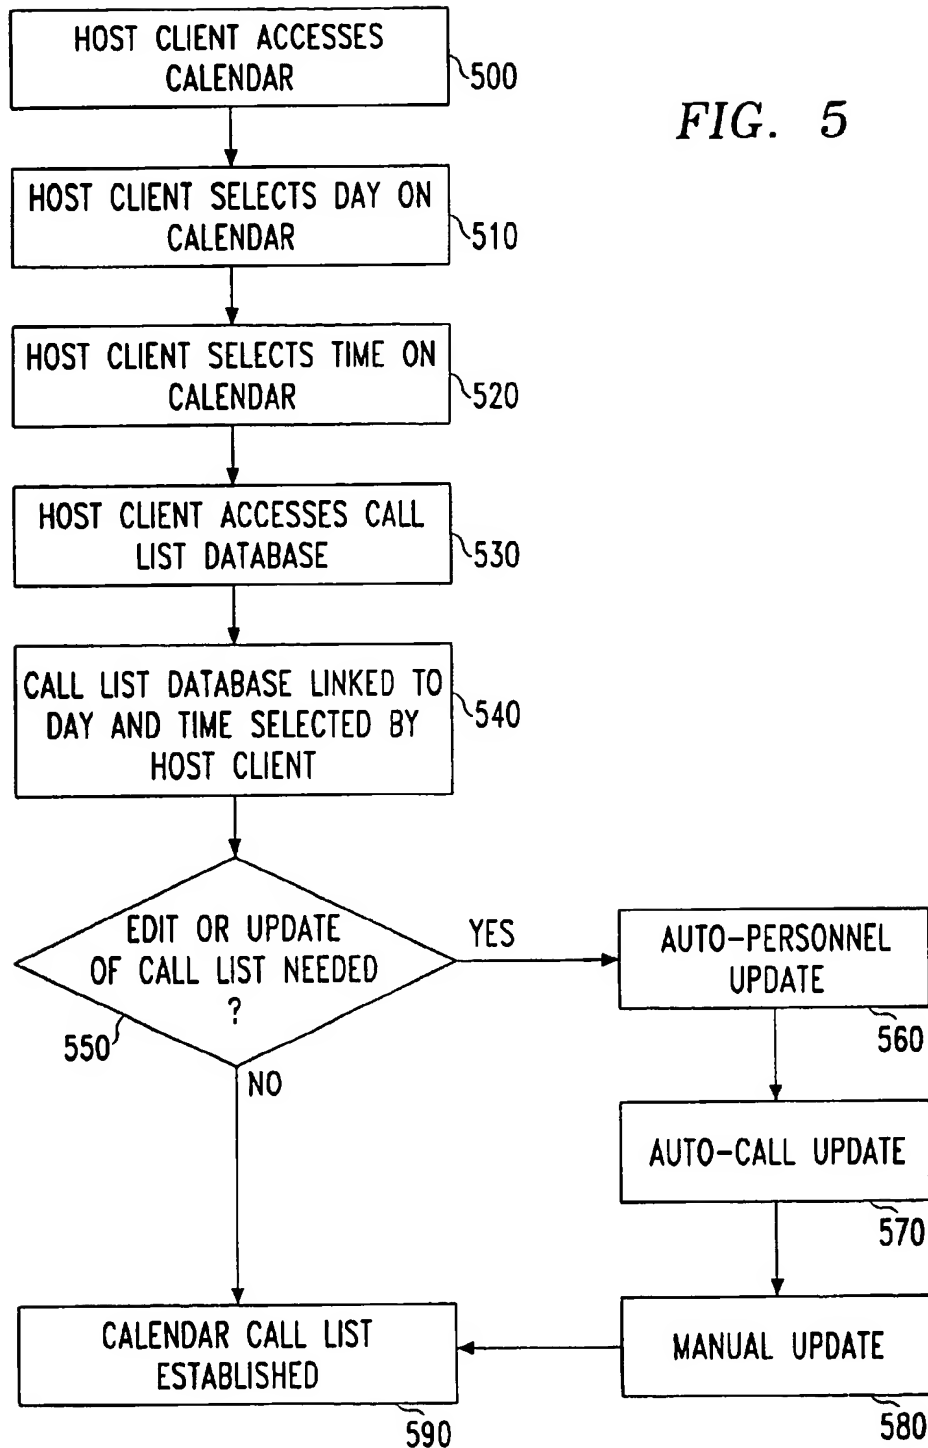 HOST CLIENT ACCESSES
CALENDAR
500
FIG. 5
HOST CLIENT SELECTS DAY ON
CALENDAR
510
HOST CLIENT SELECTS TIME ON
CALENDAR
520
HOST CLIENT ACCESSES CALL
LIST DATABASE
530
CALL LIST DATABASE LINKED TO
DAY AND TIME SELECTED BY
HOST CLIENT
540
EDIT OR UPDATE
OF CALL LIST NEEDED
?
550
YES
AUTO-PERSONNEL
UPDATE
560
NO
AUTO-CALL UPDATE
570
MANUAL UPDATE
580
CALENDAR CALL LIST
ESTABLISHED
590